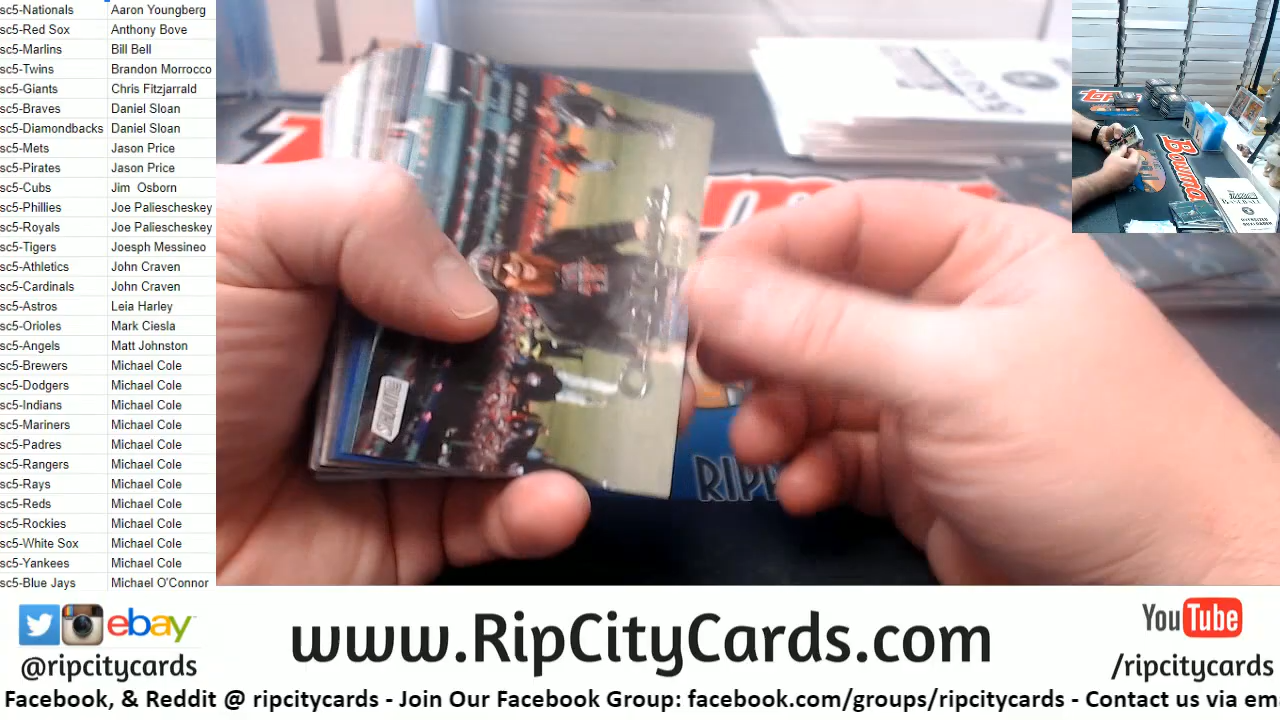 sc5-Nationals Aaron Youngberg
sc5-Red Sox Anthony Bove
sc5-Marlins Bill Bell
sc5-Twins Brandon Morrocco
sc5-Giants Chris Fitzjarrald
sc5-Braves Daniel Sloan
sc5-Diamondbacks Daniel Sloan
sc5-Mets Jason Price
sc5-Pirates Jason Price
sc5-Cubs Jim Osborn
sc5-Phillies Joe Paliescheskey
sc5-Royals Joe Paliescheskey
sc5-Tigers Joesph Messineo
sc5-Athletics John Craven
sc5-Cardinals John Craven
sc5-Astros Leia Harley
sc5-Orioles Mark Ciesla
sc5-Angels Matt Johnston
sc5-Brewers Michael Cole
sc5-Dodgers Michael Cole
sc5-Indians Michael Cole
sc5-Mariners Michael Cole
sc5-Padres Michael Cole
sc5-Rangers Michael Cole
sc5-Rays Michael Cole
sc5-Reds Michael Cole
sc5-Rockies Michael Cole
sc5-White Sox Michael Cole
sc5-Yankees Michael Cole
sc5-Blue Jays Michael O'Connor
ebay
@ripcitycards
www.RipCityCards.com
YouTube
/ripcitycards
Facebook, & Reddit @ ripcitycards - Join Our Facebook Group: facebook.com/groups/ripcitycards - Contact us via em